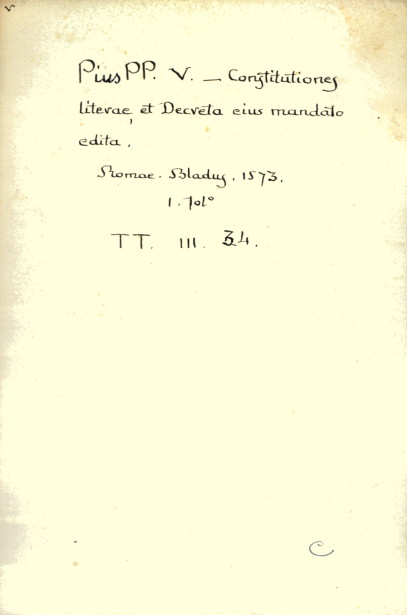 Pius PP. V. — Constitutiones
literae et Decreta eius mandato
edita.
Romae. Bladus. 1573.
1. fol°
TT. III. 34.
C